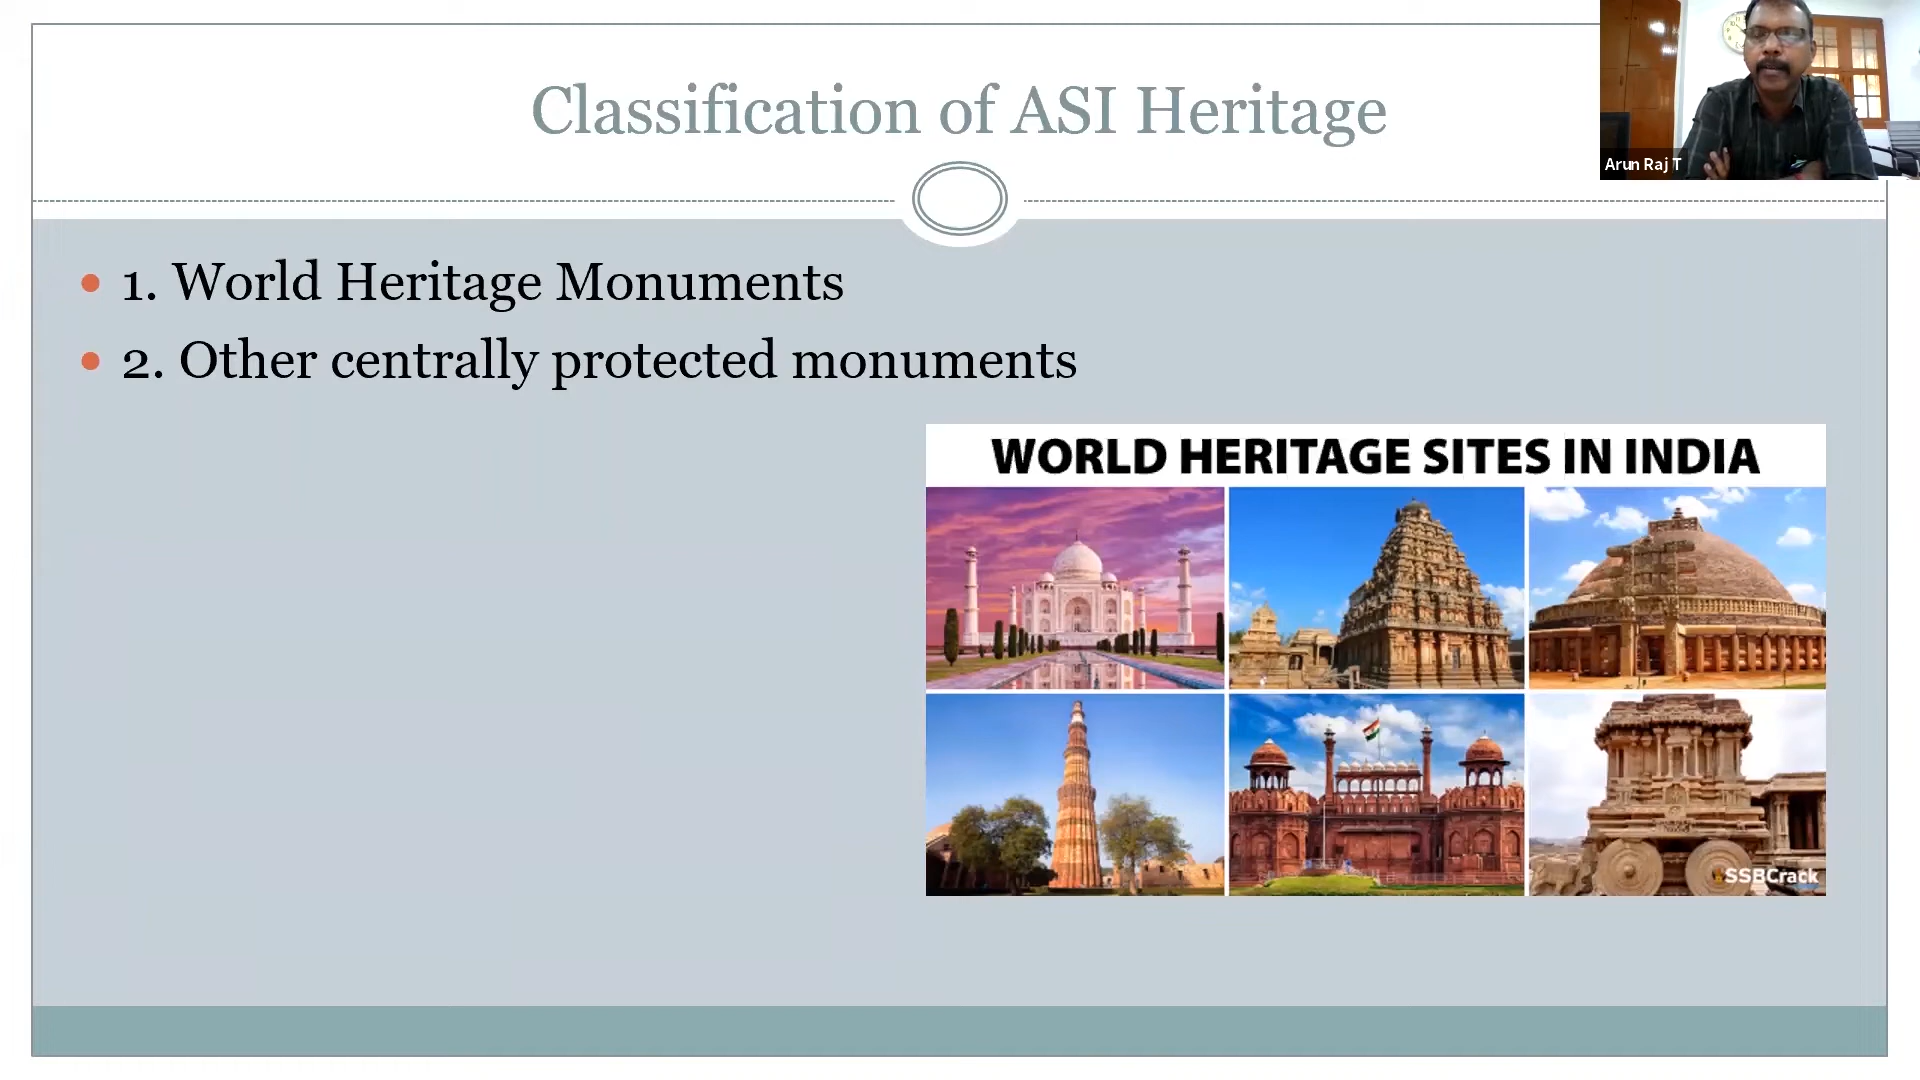 Classification of ASI Heritage
Arun Raj T
1. World Heritage Monuments
2. Other centrally protected monuments
WORLD HERITAGE SITES IN INDIA
SSBCrack